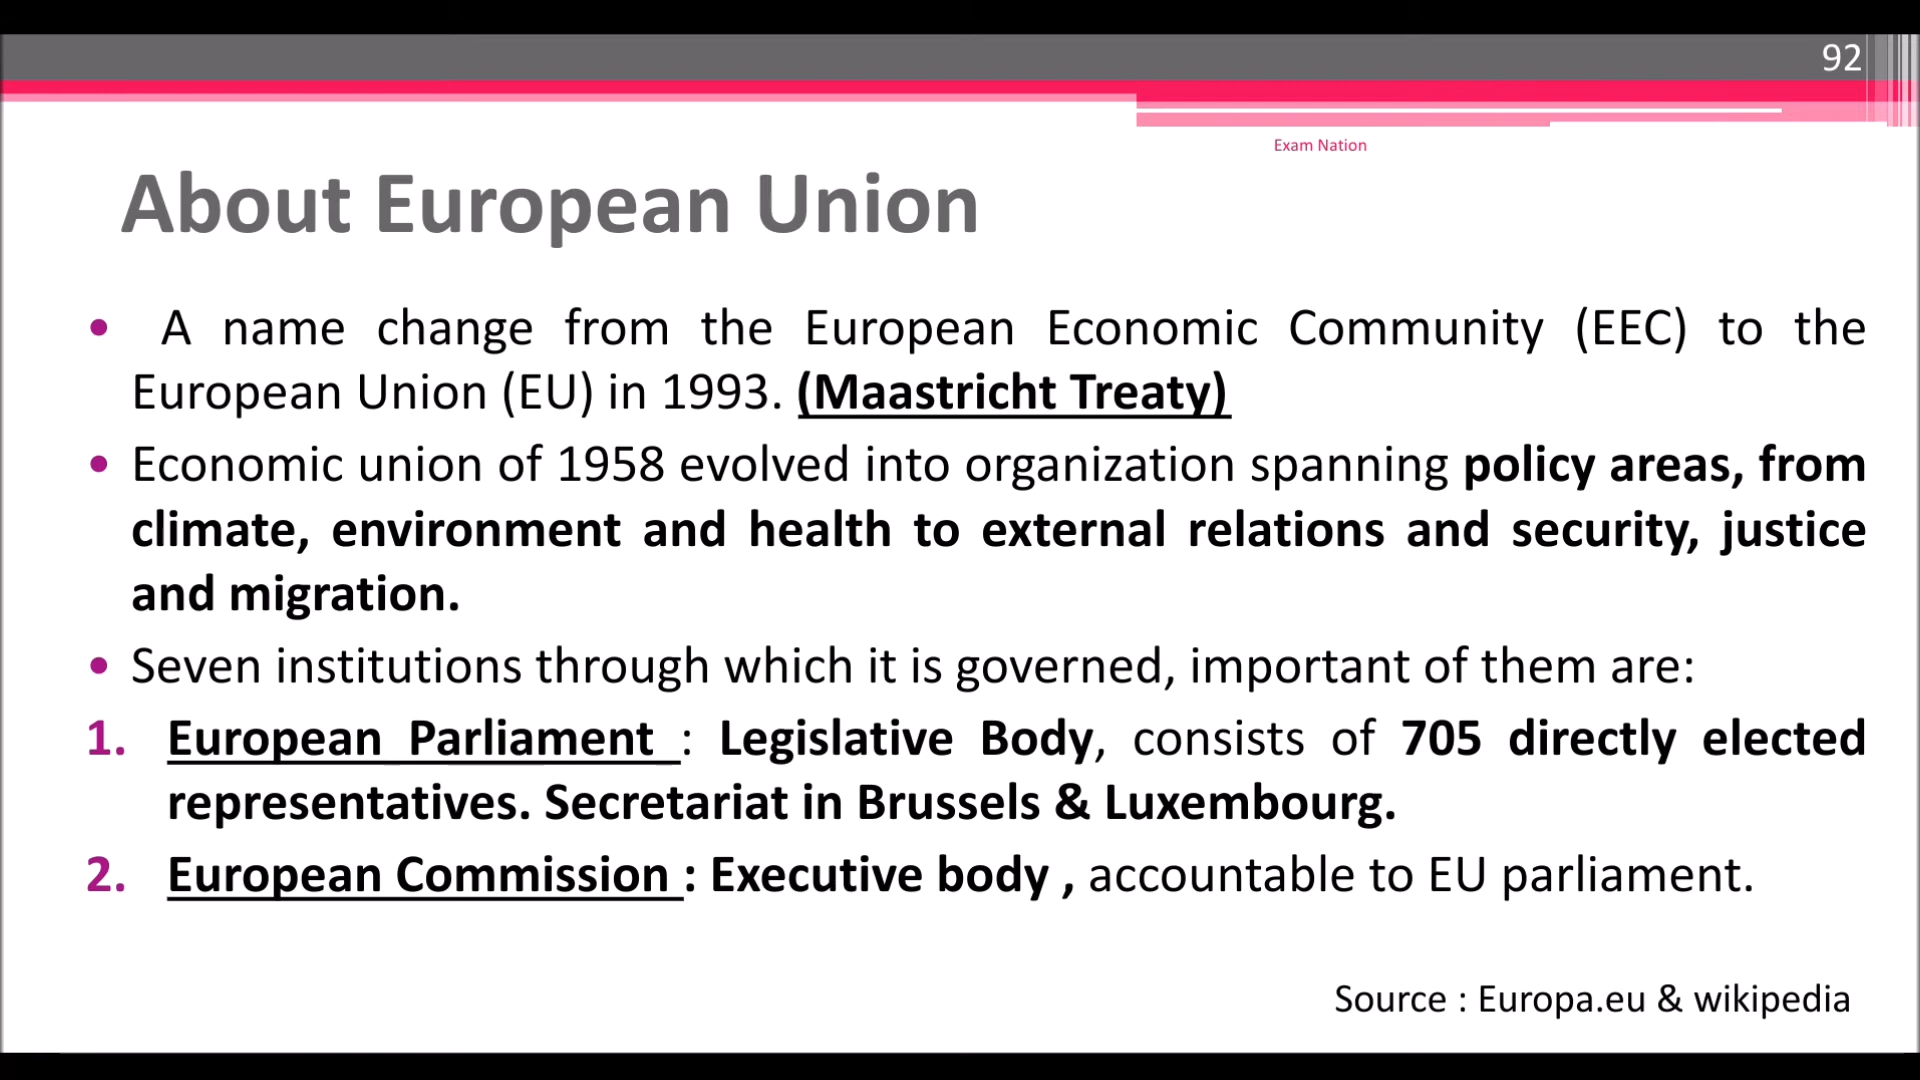 92
Exam Nation
About European Union
• A name change from the European Economic Community (EEC) to the
European Union (EU) in 1993. (Maastricht Treaty)
• Economic union of 1958 evolved into organization spanning policy areas, from
climate, environment and health to external relations and security, justice
and migration.
• Seven institutions through which it is governed, important of them are:
1. European Parliament : Legislative Body, consists of 705 directly elected
representatives. Secretariat in Brussels & Luxembourg.
2. European Commission : Executive body , accountable to EU parliament.
Source : Europa.eu & wikipedia